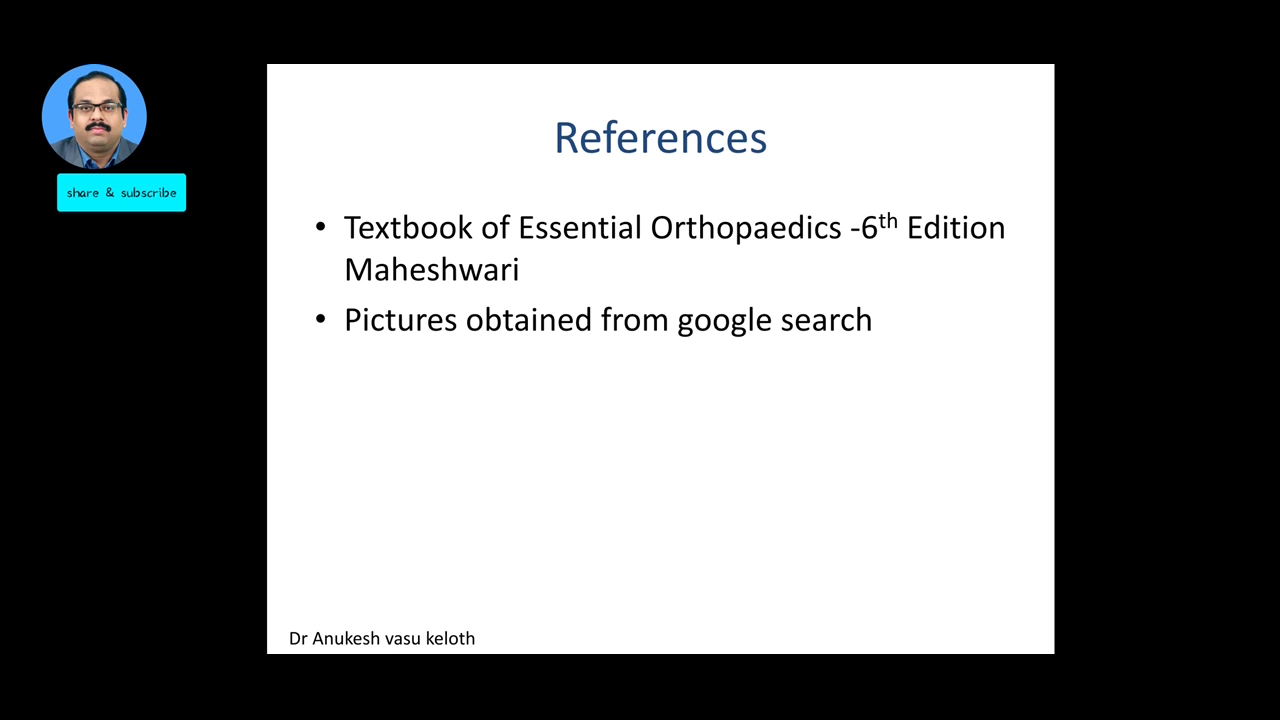 References
share & subscribe
• Textbook of Essential Orthopaedics -6th Edition
Maheshwari
• Pictures obtained from google search
Dr Anukesh vasu keloth